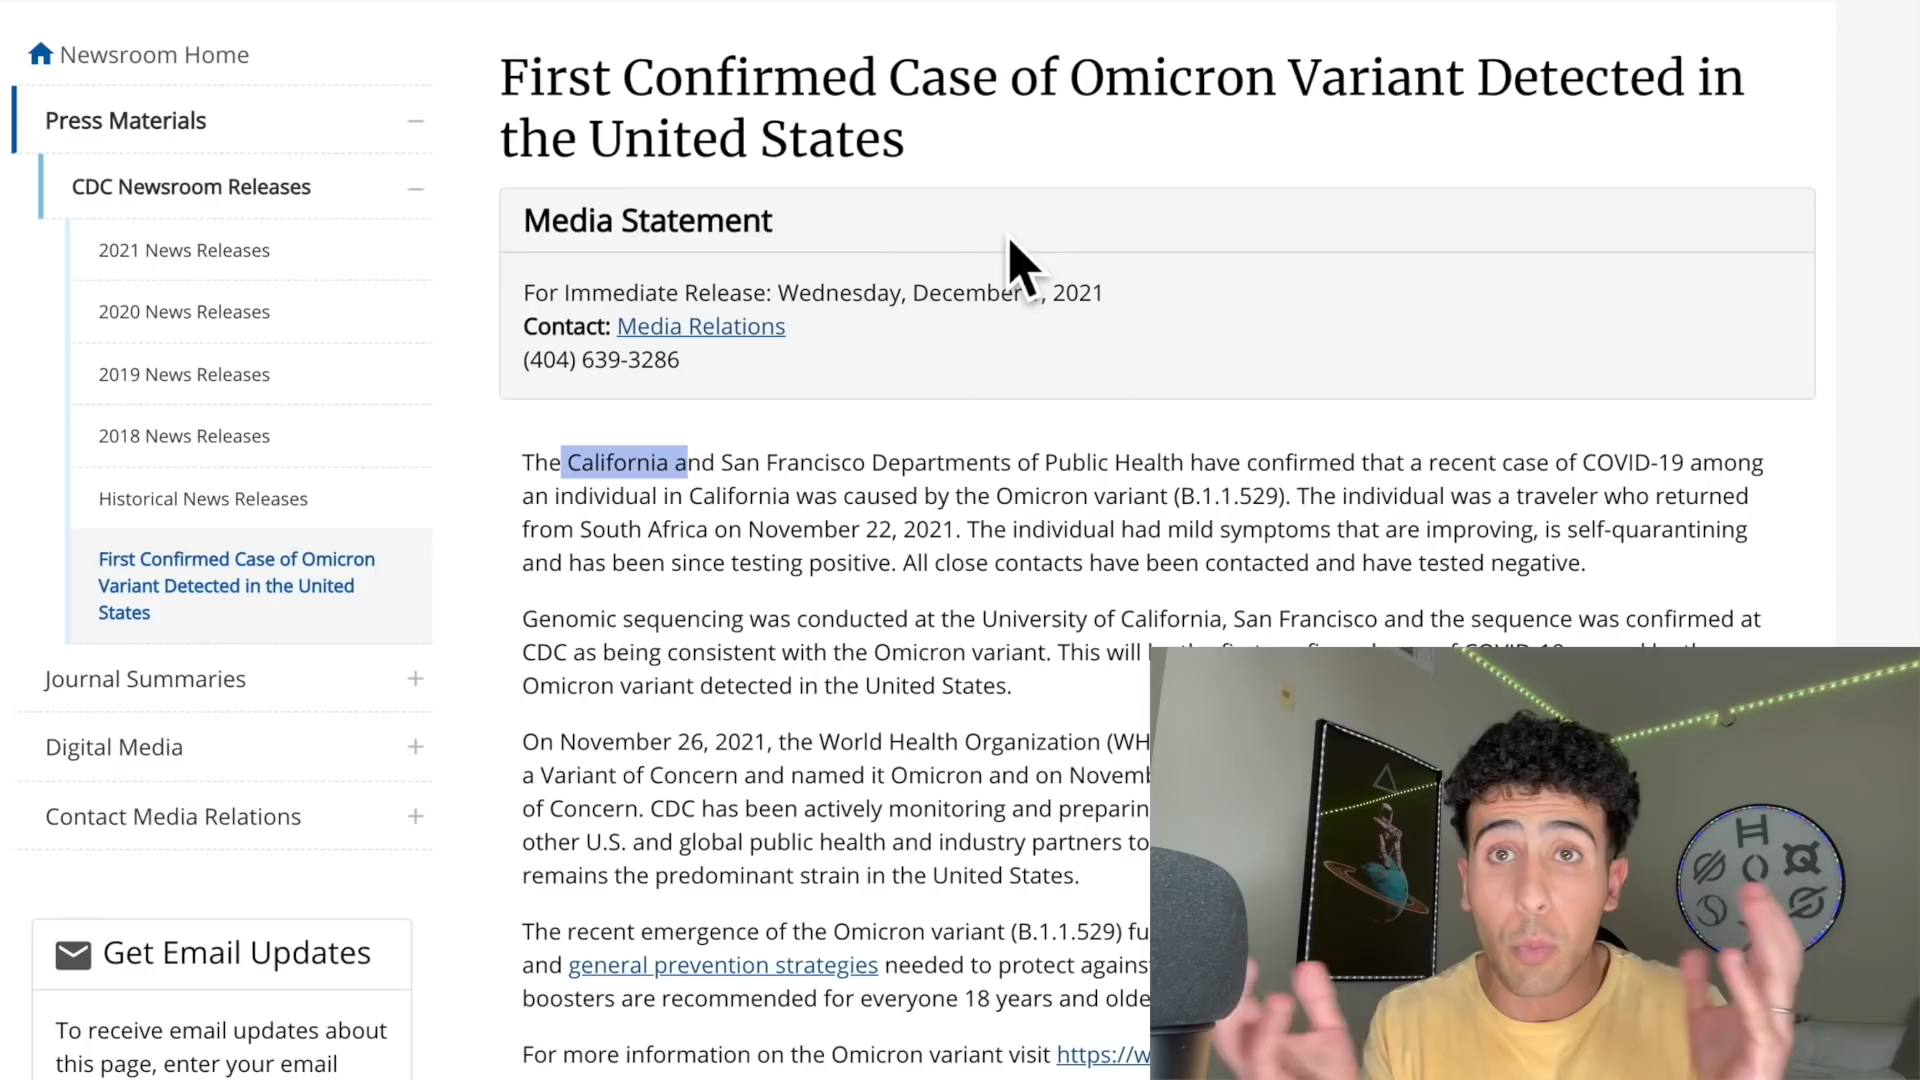 Newsroom Home
Press Materials
CDC Newsroom Releases
2021 News Releases
2020 News Releases
2019 News Releases
2018 News Releases
Historical News Releases
First Confirmed Case of Omicron
Variant Detected in the United
States
Journal Summaries
Digital Media
Contact Media Relations
Get Email Updates
To receive email updates about
this page, enter your email
First Confirmed Case of Omicron Variant Detected in
the United States
Media Statement
For Immediate Release: Wednesday, December , 2021
Contact: Media Relations
(404) 639-3286
The California and San Francisco Departments of Public Health have confirmed that a recent case of COVID-19 among
an individual in California was caused by the Omicron variant (B.1.1.529). The individual was a traveler who returned
from South Africa on November 22, 2021. The individual had mild symptoms that are improving, is self-quarantining
and has been since testing positive. All close contacts have been contacted and have tested negative.
Genomic sequencing was conducted at the University of California, San Francisco and the sequence was confirmed at
CDC as being consistent with the Omicron variant. This will
Omicron variant detected in the United States.
On November 26, 2021, the World Health Organization (WH
a Variant of Concern and named it Omicron and on Novemb
of Concern. CDC has been actively monitoring and preparin
other U.S. and global public health and industry partners to
remains the predominant strain in the United States.
The recent emergence of the Omicron variant (B.1.1.529) fu
and general prevention strategies needed to protect agains
boosters are recommended for everyone 18 years and olde
For more information on the Omicron variant visit https://w